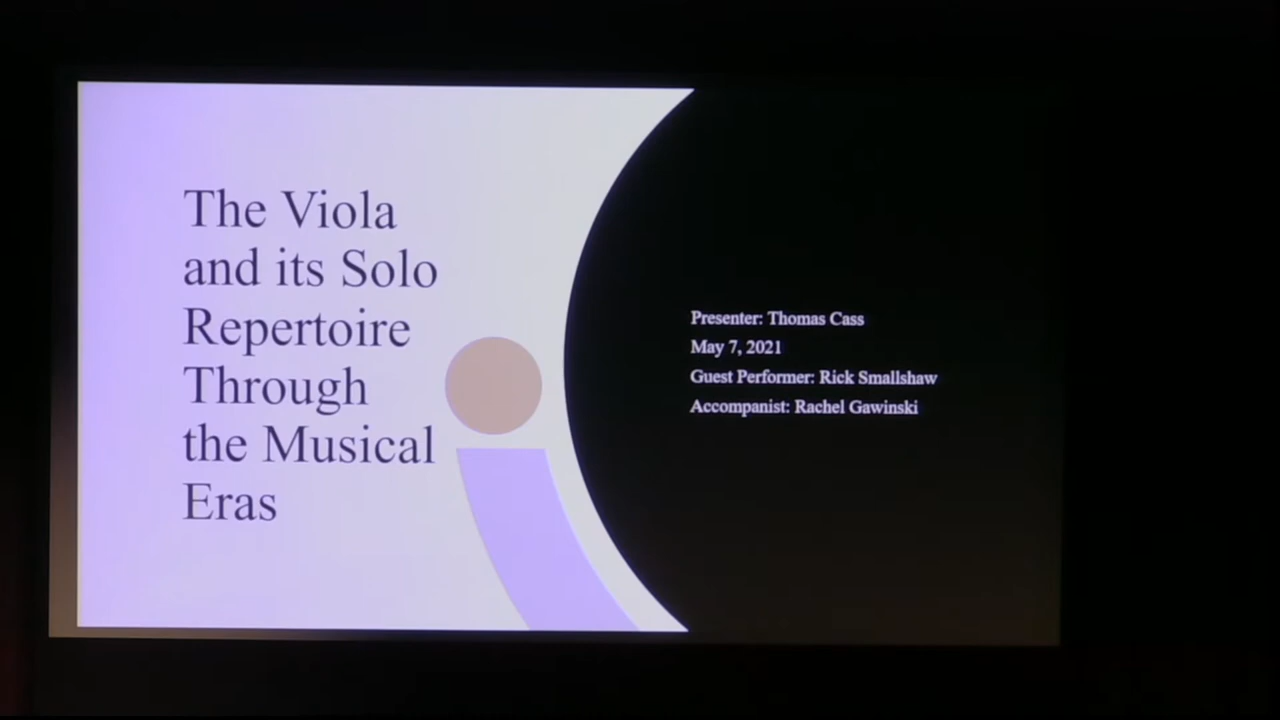 The Viola
and its Solo
Repertoire
Through
the Musical
Eras
Presenter: Thomas Cass
May 7, 2021
Guest Performer: Rick Smallshaw
Accompanist: Rachel Gawinski